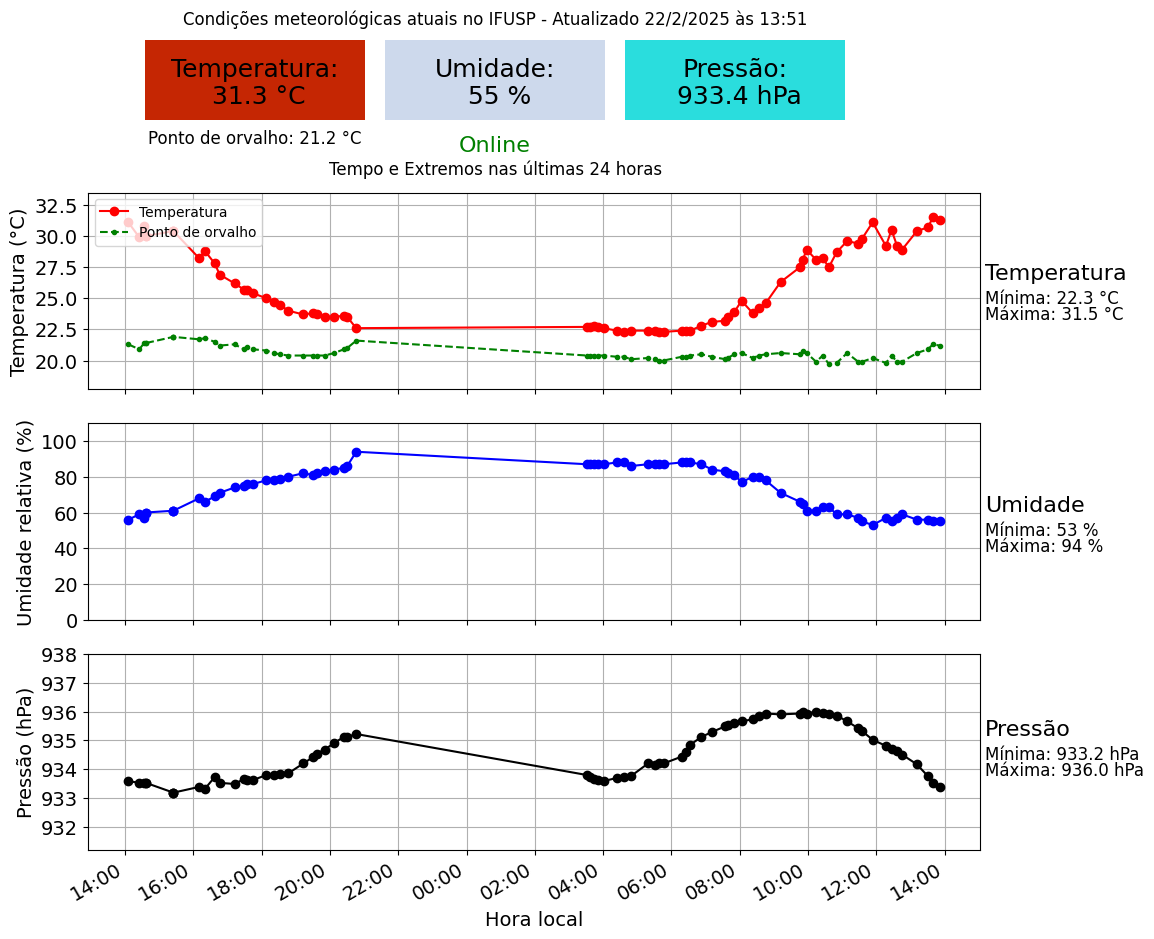 Condições meteorológicas atuais no IFUSP - Atualizado 22/2/2025 às 13:51
Temperatura:
31.3 °C
Umidade:
55 %
Pressão:
933.4 hPa
Ponto de orvalho: 21.2 °C
Online
Tempo e Extremos nas últimas 24 horas
Temperatura (°C)
32.5
30.0
27.5
25.0
22.5
20.0
Temperatura
Ponto de orvalho
Temperatura
Mínima: 22.3 °C
Máxima: 31.5 °C
Umidade relativa (%)
100
80
60
40
20
0
Umidade
Mínima: 53 %
Máxima: 94 %
Pressão (hPa)
938
937
936
935
934
933
932
Pressão
Mínima: 933.2 hPa
Máxima: 936.0 hPa
14:00
16:00
18:00
20:00
22:00
00:00
02:00
04:00
06:00
08:00
10:00
12:00
14:00
Hora local